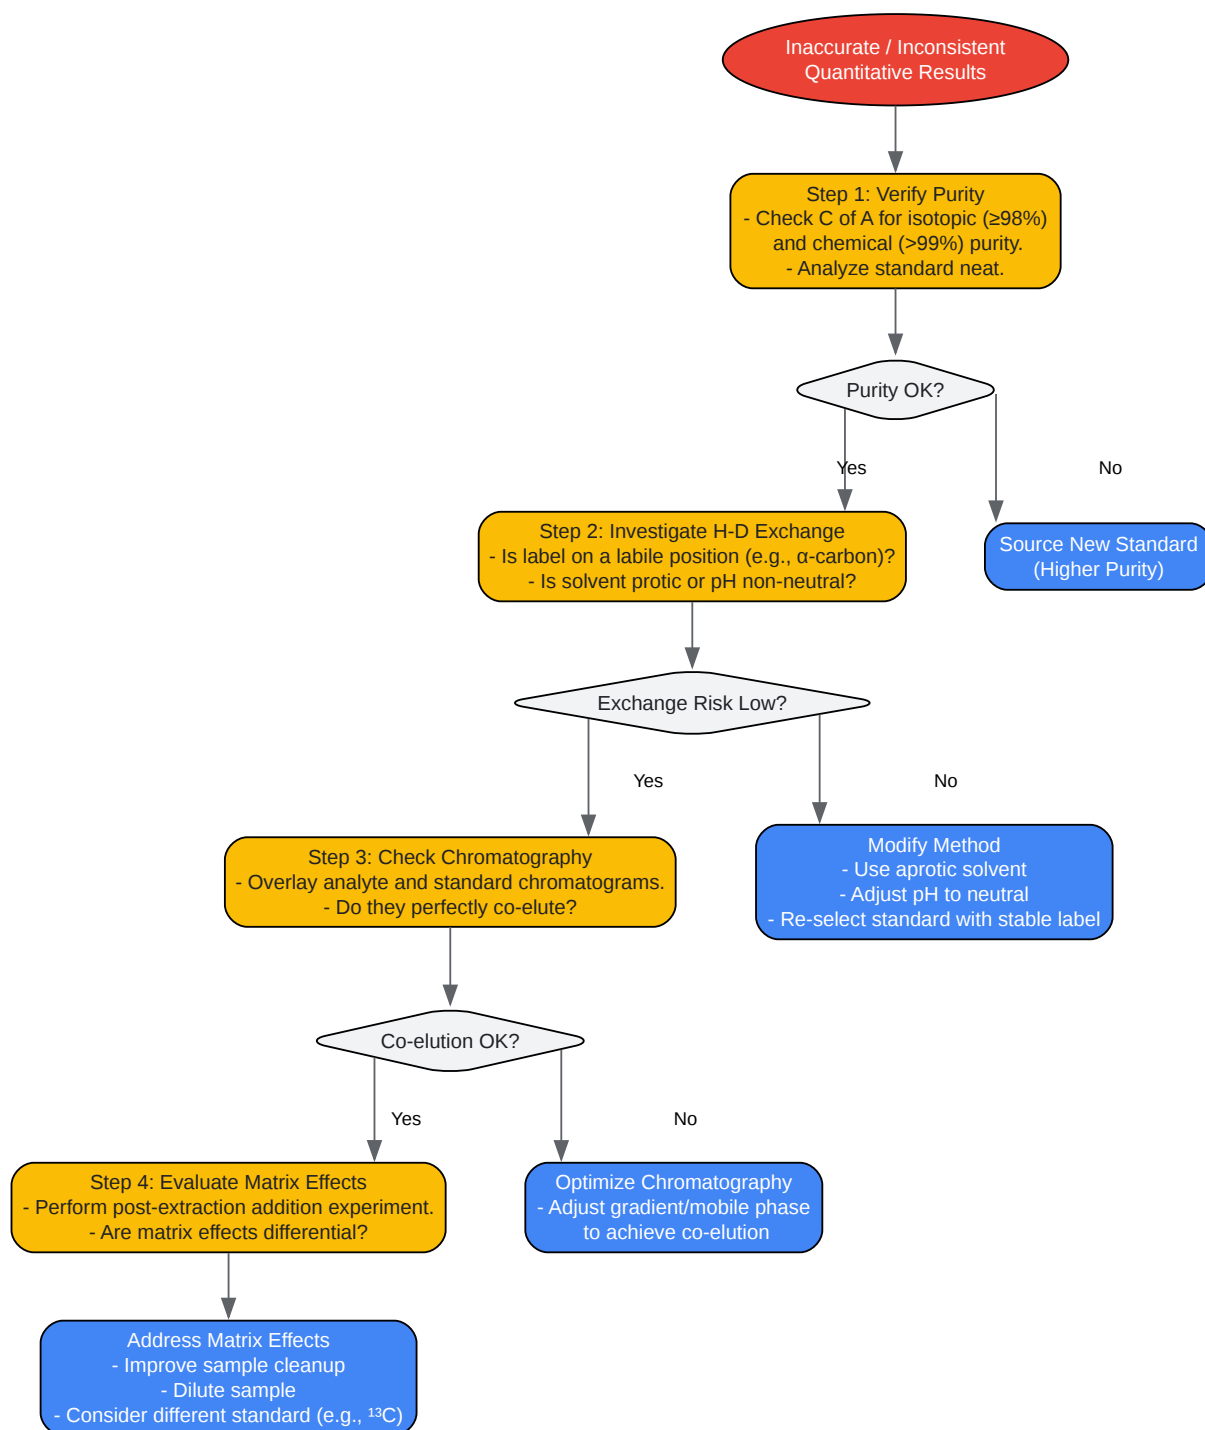 Inaccurate / Inconsistent
Quantitative Results
Step 1: Verify Purity
- Check C of A for isotopic (≥98%)
and chemical (>99%) purity.
- Analyze standard neat.
Purity OK?
Yes
No
Step 2: Investigate H-D Exchange
- Is label on a labile position (e.g., α-carbon)?
- Is solvent protic or pH non-neutral?
Source New Standard
(Higher Purity)
Exchange Risk Low?
Yes
No
Step 3: Check Chromatography
- Overlay analyte and standard chromatograms.
- Do they perfectly co-elute?
Modify Method
- Use aprotic solvent
- Adjust pH to neutral
- Re-select standard with stable label
Co-elution OK?
Yes
No
Step 4: Evaluate Matrix Effects
- Perform post-extraction addition experiment.
- Are matrix effects differential?
Optimize Chromatography
- Adjust gradient/mobile phase
to achieve co-elution
Address Matrix Effects
- Improve sample cleanup
- Dilute sample
- Consider different standard (e.g., ¹³C)